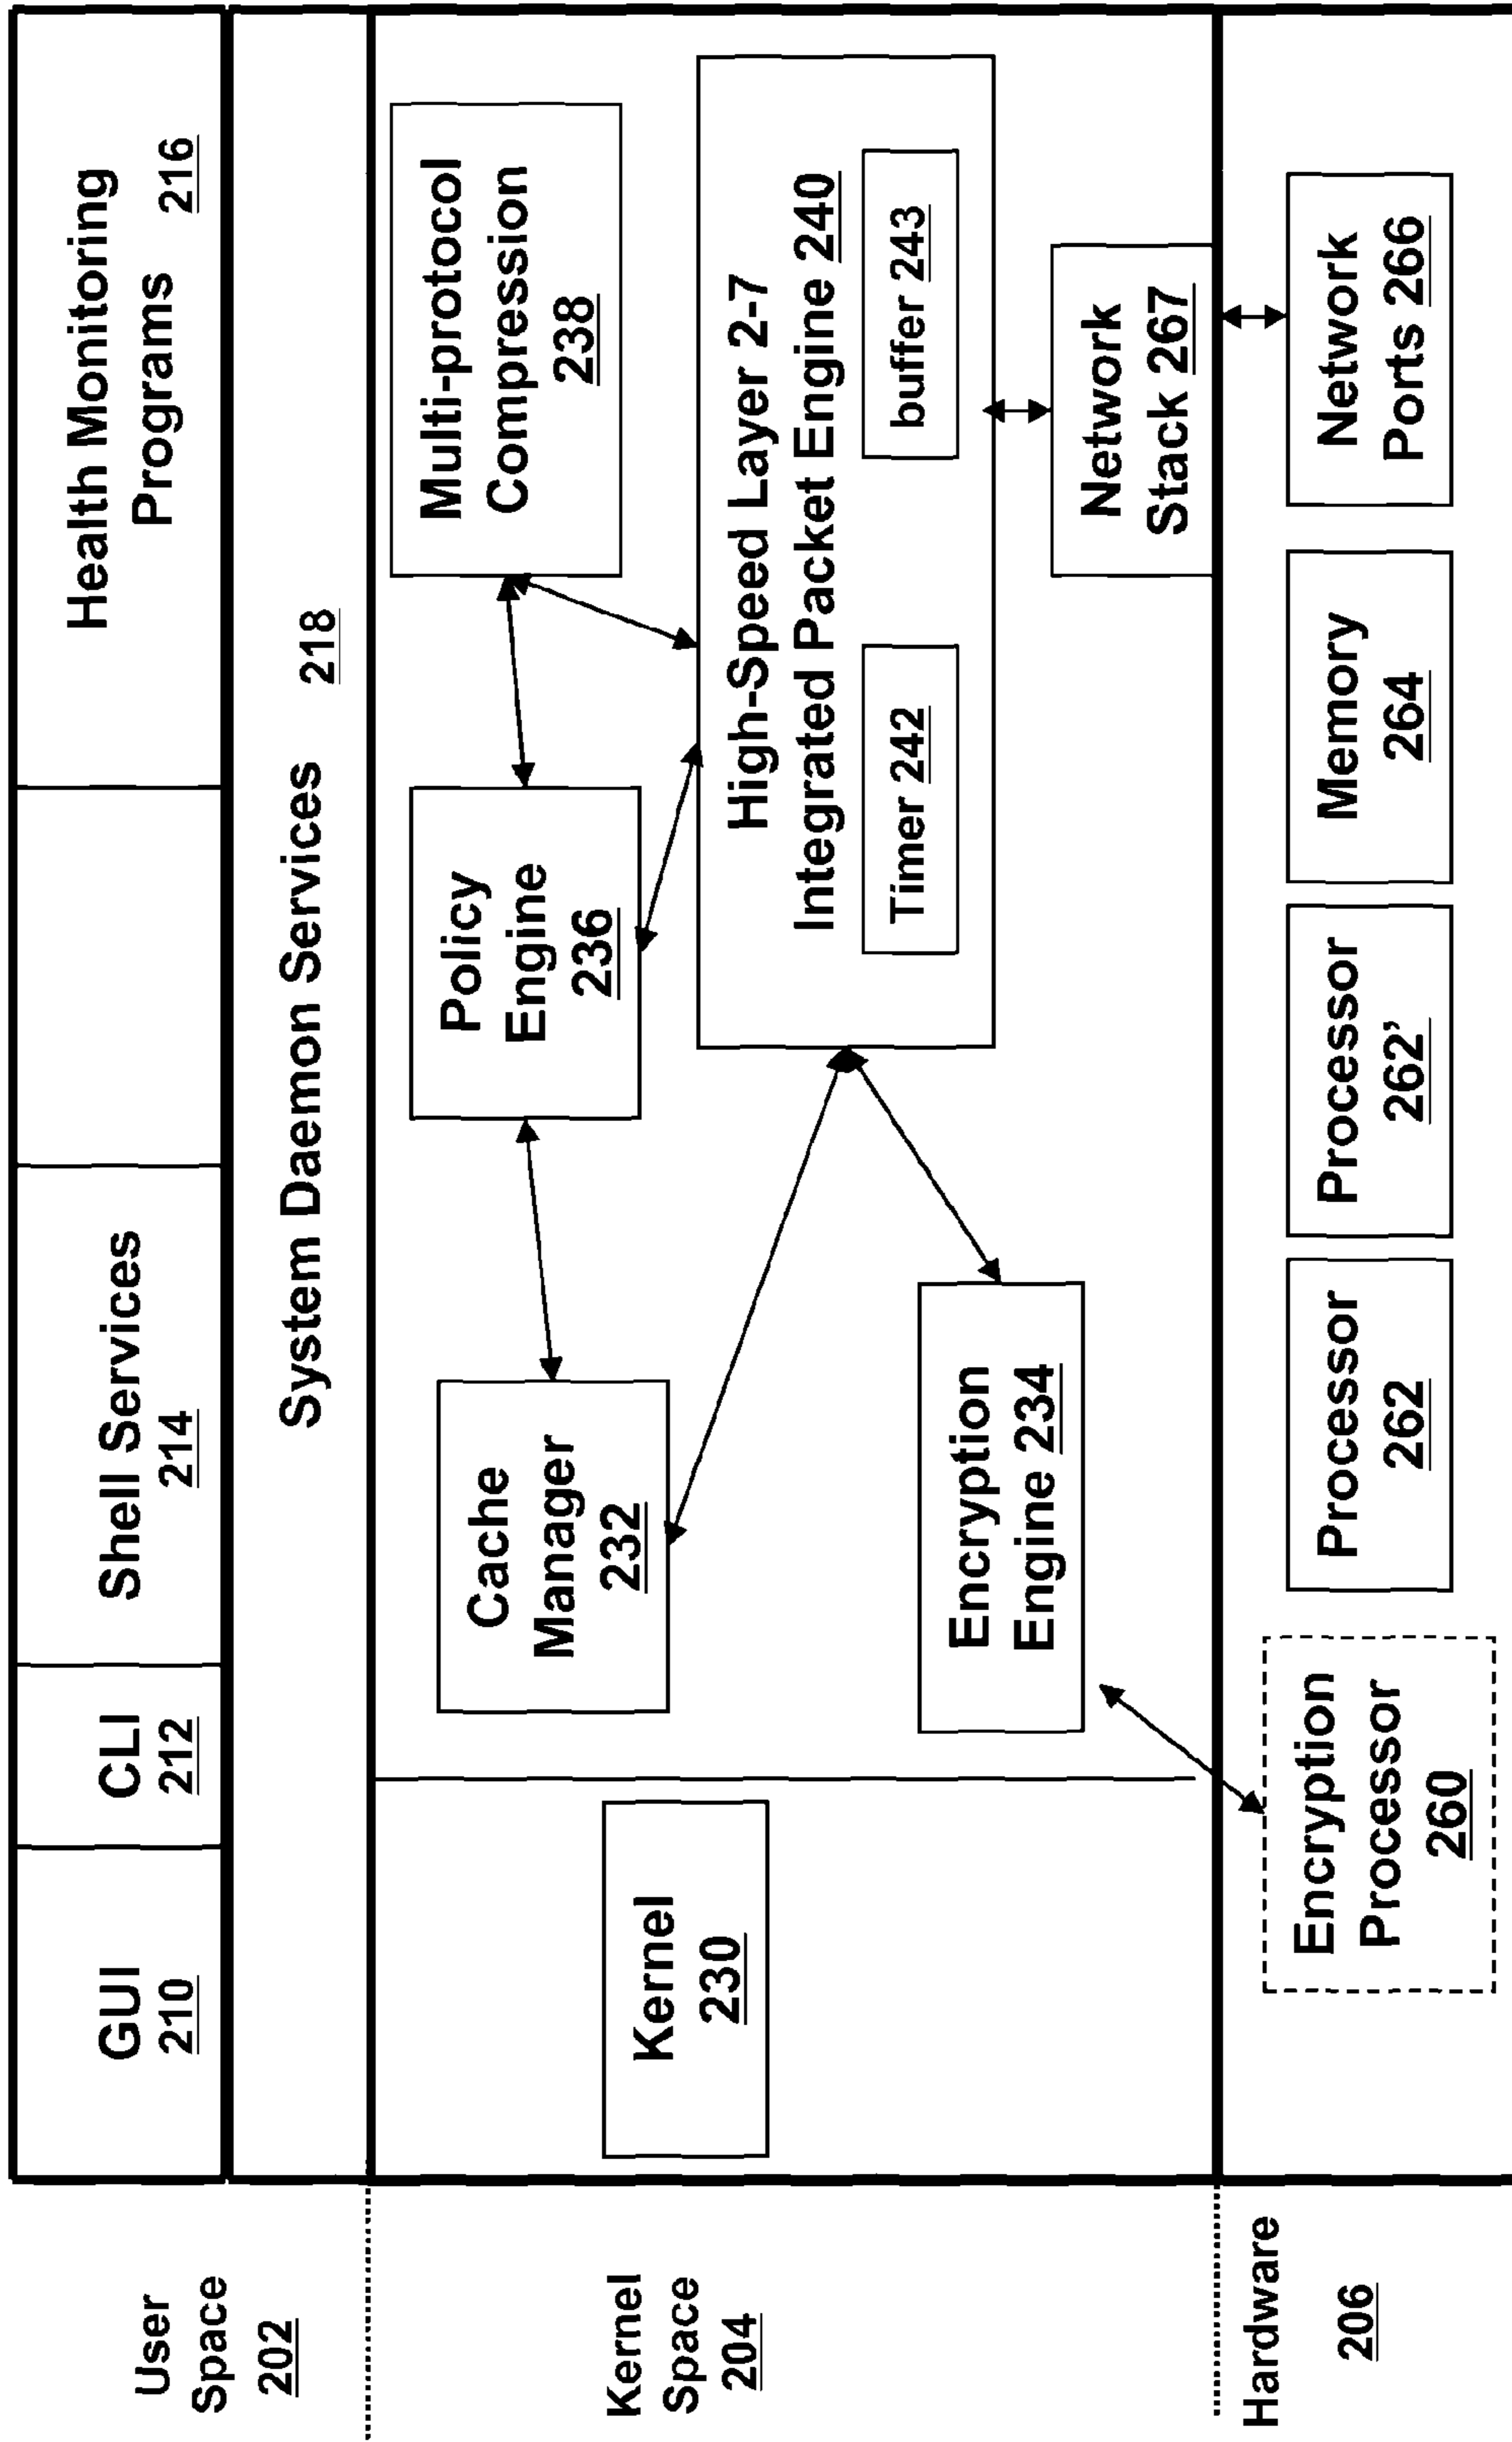 User
Space
202
GUI
210
CLI
212
Shell Services
214
Health Monitoring
Programs 216
System Daemon Services 218
Kernel
Space
204
Kernel
230
Cache
Manager
232
Policy
Engine
236
Multi-protocol
Compression
238
High-Speed Layer 2-7
Integrated Packet Engine 240
Timer 242
buffer 243
Encryption
Engine 234
Network
Stack 267
Hardware
206
Encryption
Processor
260
Processor
262
Processor
262’
Memory
264
Network
Ports 266